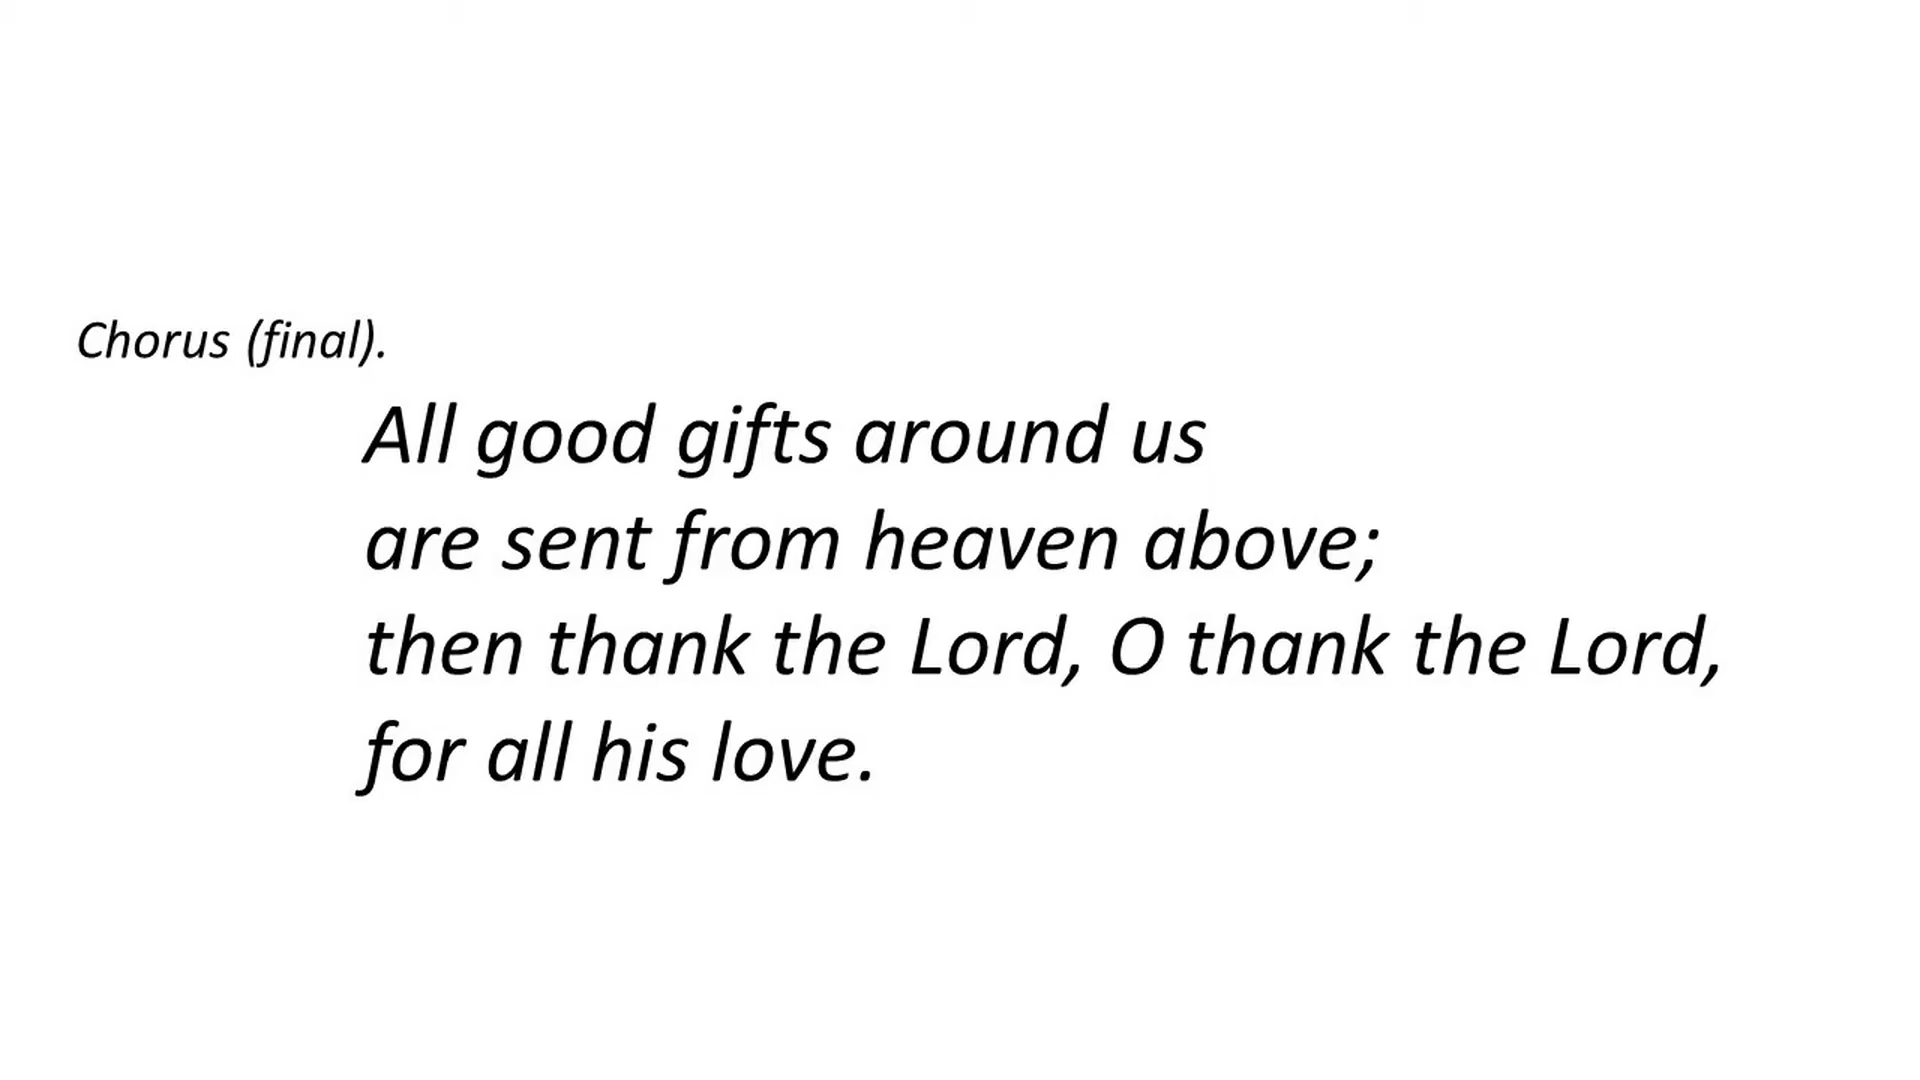 Chorus (final).
All good gifts around us
are sent from heaven above;
then thank the Lord, O thank the Lord,
for all his love.